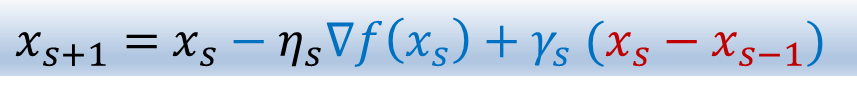 x_{s+1} = x_s − η_s∇f(x_s) + γ_s (x_s − x_{s−1})